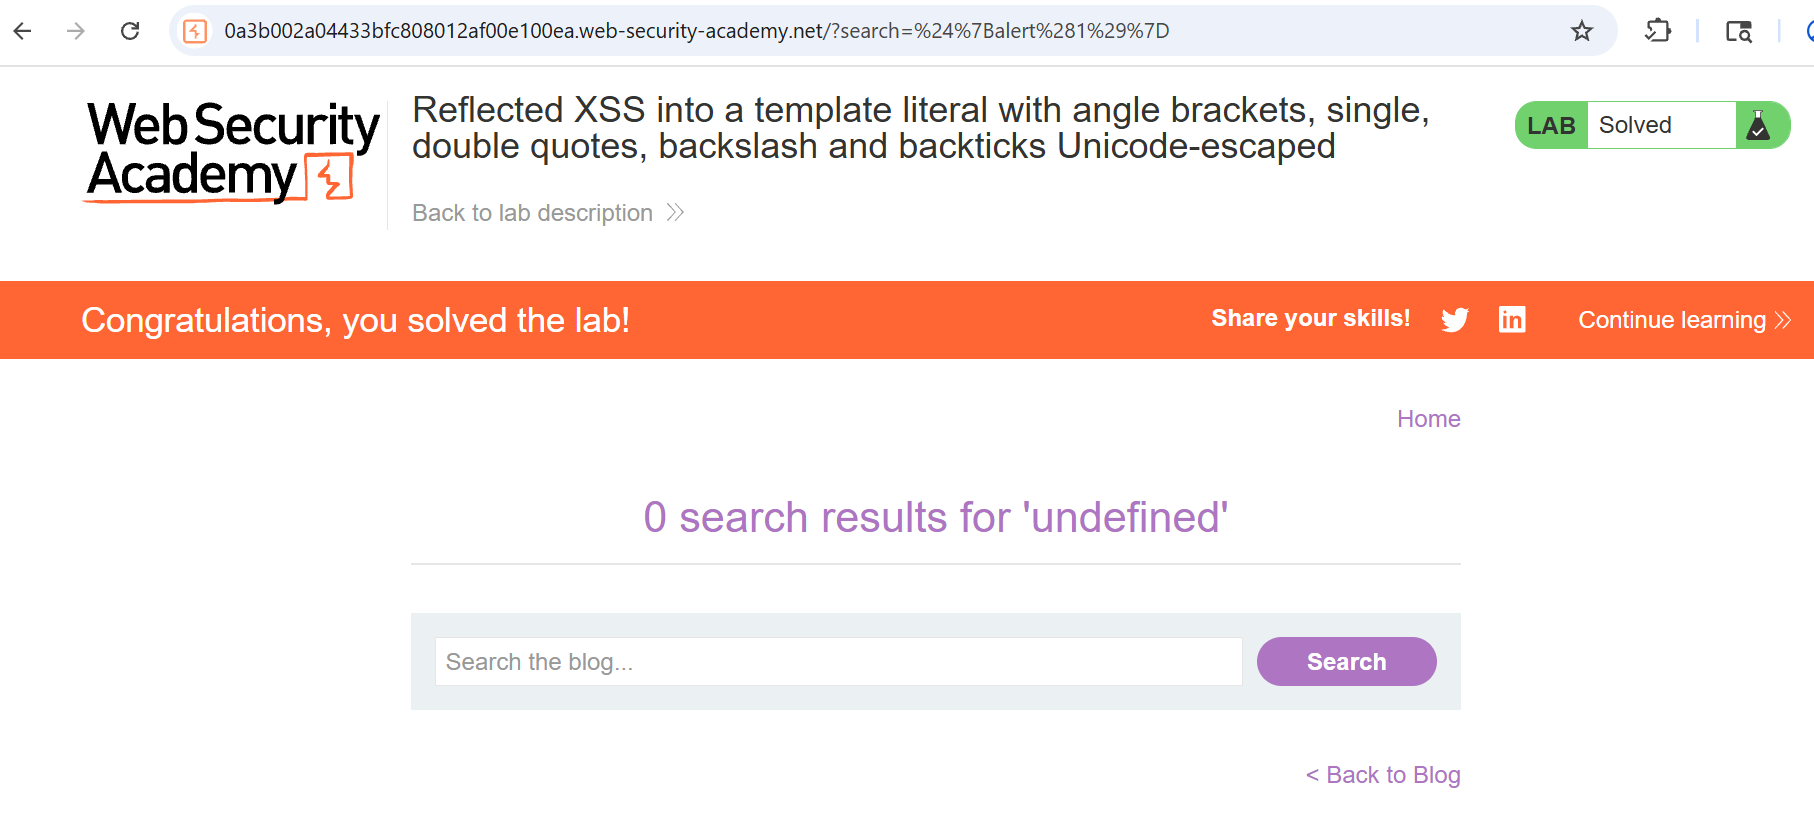 0a3b002a04433bfc808012af00e100ea.web-security-academy.net/?search=%24%7Balert%281%29%7D
Web Security
Academy
Reflected XSS into a template literal with angle brackets, single,
double quotes, backslash and backticks Unicode-escaped
Back to lab description
LAB Solved
Congratulations, you solved the lab!
Share your skills!
in
Continue learning
Home
0 search results for 'undefined'
Search the blog...
Search
< Back to Blog